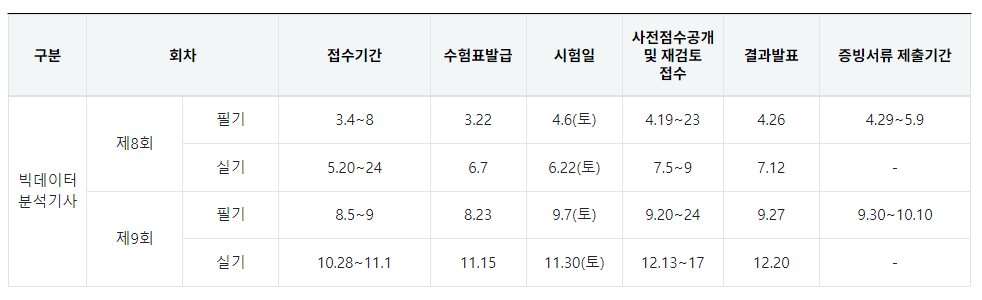 구분 회차 접수기간 수험표발급 시험일 사전점수공개 및 재검토 접수 결과발표 증빙서류 제출기간
빅데이터 분석기사 제8회 필기 3.4~8 3.22 4.6(토) 4.19~23 4.26 4.29~5.9
실기 5.20~24 6.7 6.22(토) 7.5~9 7.12 -
제9회 필기 8.5~9 8.23 9.7(토) 9.20~24 9.27 9.30~10.10
실기 10.28~11.1 11.15 11.30(토) 12.13~17 12.20 -